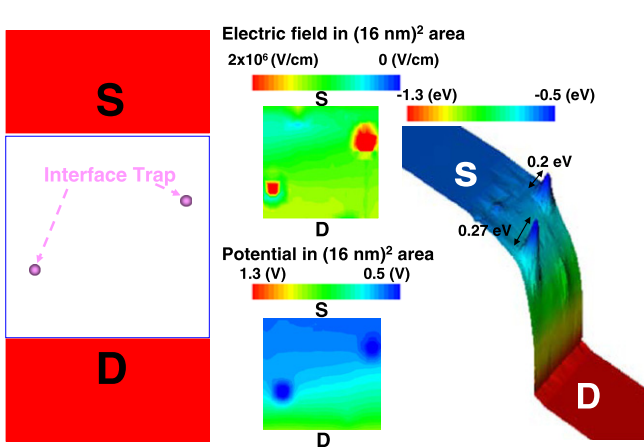 S
Interface Trap
D
Electric field in (16 nm)²  area
2x10⁶ (V/cm) 0 (V/cm)
S
D
Potential in (16 nm)² area
1.3 (V) 0.5 (V)
S
D
-1.3 (eV) -0.5 (eV)
S
0.2 eV
0.27 eV
D